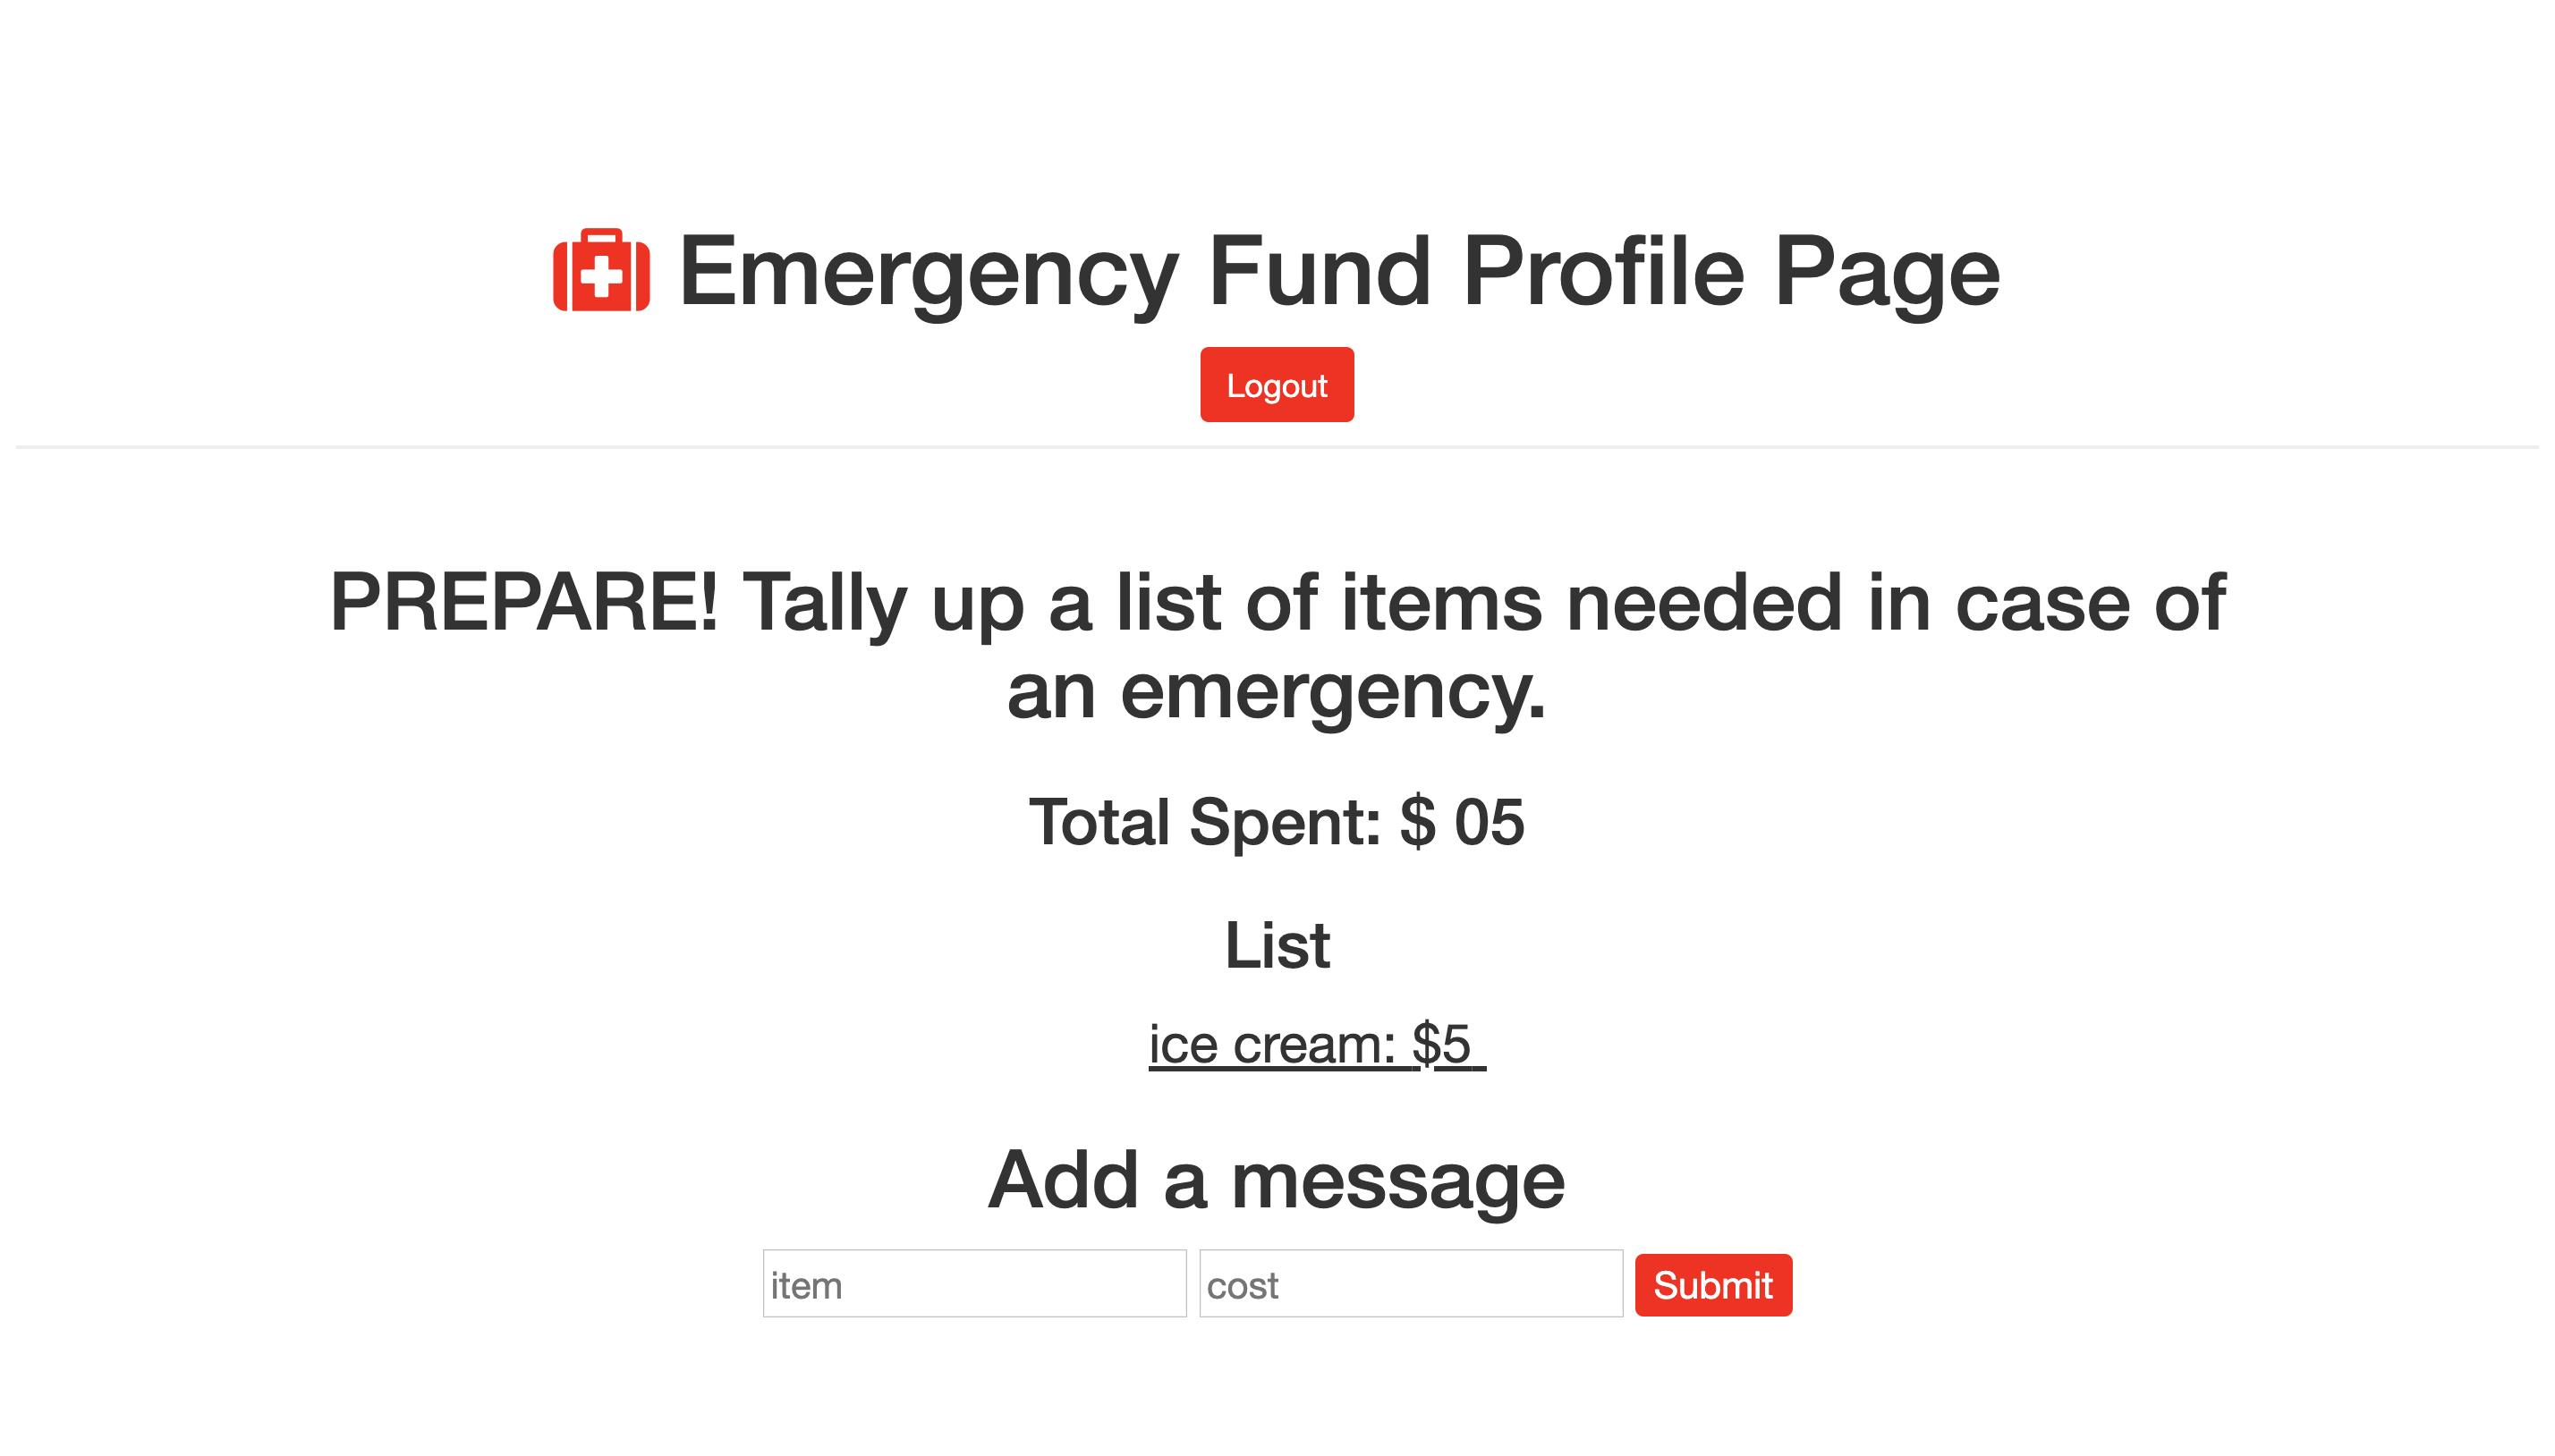 Emergency Fund Profile Page
Logout
PREPARE! Tally up a list of items needed in case of
an emergency.
Total Spent: $ 05
List
ice cream: $5
Add a message
item cost Submit